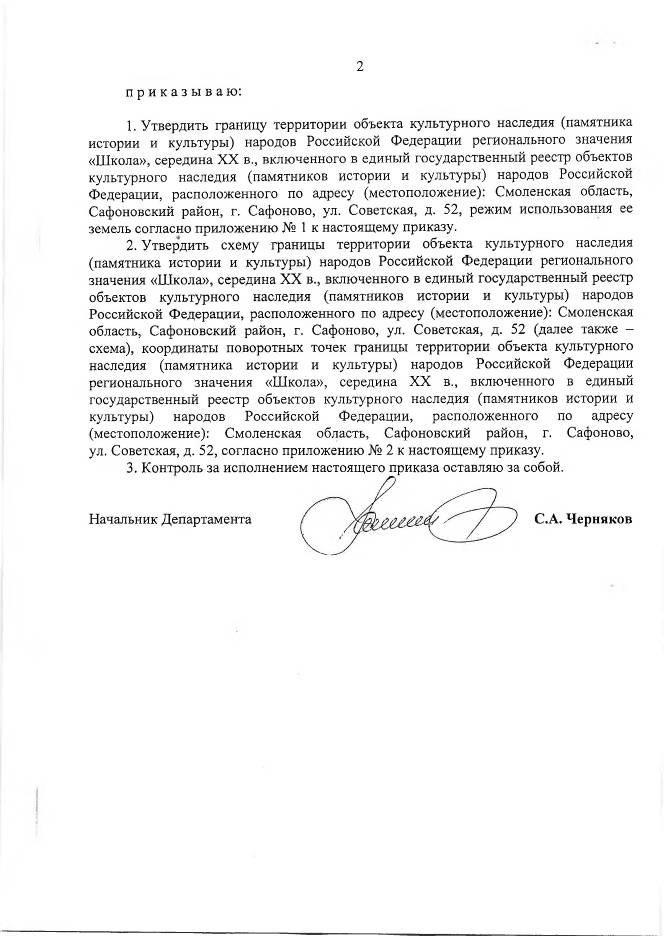 2
приказываю:
1. Утвердить границу территории объекта культурного наследия (памятника
истории и культуры) народов Российской Федерации регионального значения
«Школа», середина XX в., включенного в единый государственный реестр объектов
культурного наследия (памятников истории и культуры) народов Российской
Федерации, расположенного по адресу (местоположение): Смоленская область,
Сафоновский район, г. Сафоново, ул. Советская, д. 52, режим использования ее
земель согласно приложению № 1 к настоящему приказу.
2. Утвердить схему границы территории объекта культурного наследия
(памятника истории и культуры) народов Российской Федерации регионального
значения «Школа», середина XX в., включенного в единый государственный реестр
объектов культурного наследия (памятников истории и культуры) народов
Российской Федерации, расположенного по адресу (местоположение): Смоленская
область, Сафоновский район, г. Сафоново, ул. Советская, д. 52 (далее также –
схема), координаты поворотных точек границы территории объекта культурного
наследия (памятника истории и культуры) народов Российской Федерации
регионального значения «Школа», середина XX в., включенного в единый
государственный реестр объектов культурного наследия (памятников истории и
культуры) народов Российской Федерации, расположенного по адресу
(местоположение): Смоленская область, Сафоновский район, г. Сафоново,
ул. Советская, д. 52, согласно приложению № 2 к настоящему приказу.
3. Контроль за исполнением настоящего приказа оставляю за собой.
Начальник Департамента С.А. Черняков